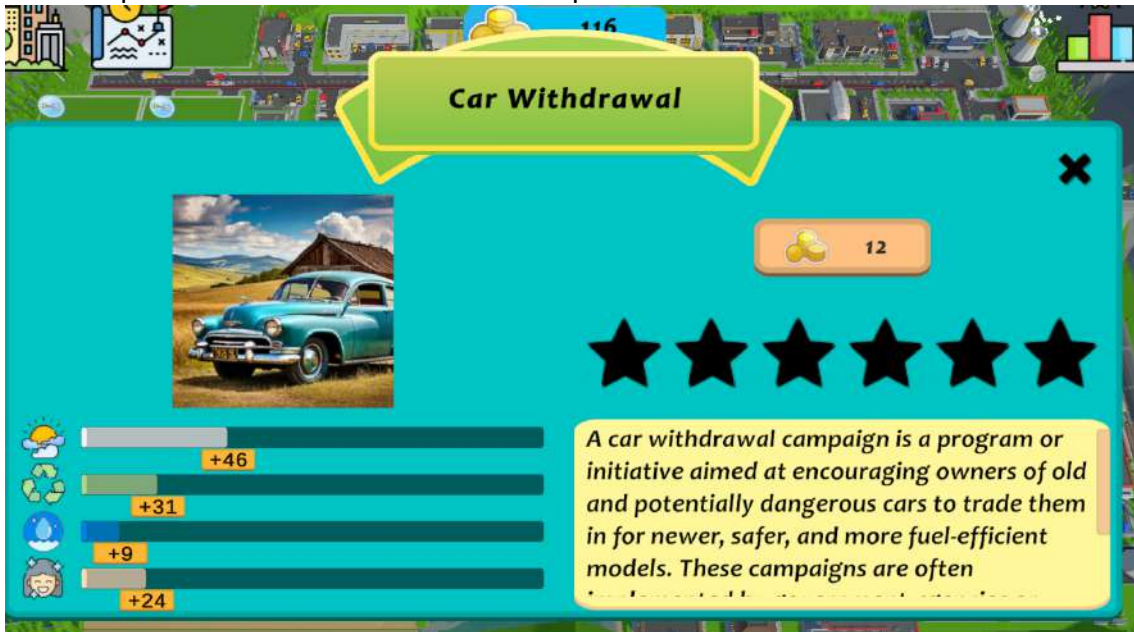 116
Car Withdrawal
12
+46
+31
+9
+24
A car withdrawal campaign is a program or
initiative aimed at encouraging owners of old
and potentially dangerous cars to trade them
in for newer, safer, and more fuel-efficient
models. These campaigns are often